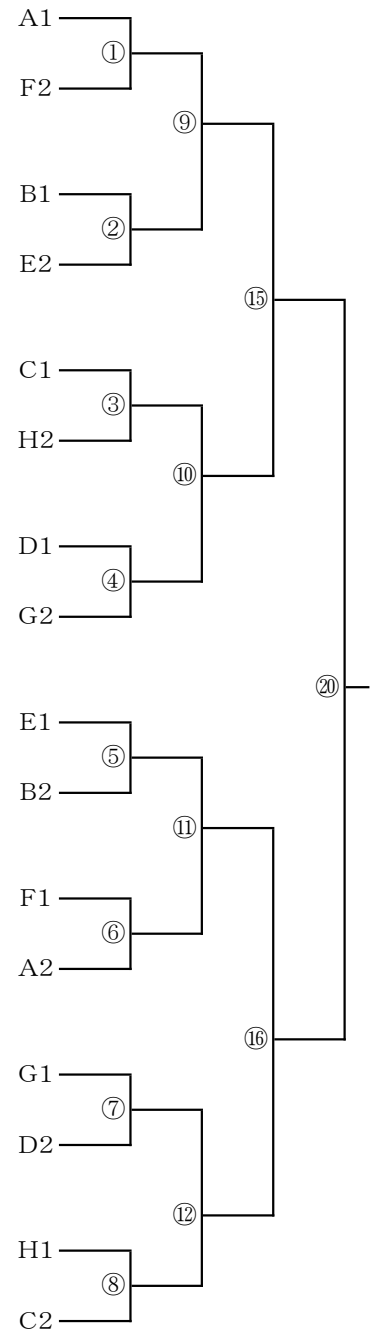 A1
①
F2
⑨
B1
②
E2
⑮
C1
③
H2
⑩
D1
④
G2
⑳
E1
⑤
B2
⑪
F1
⑥
A2
⑯
G1
⑦
D2
⑫
H1
⑧
C2